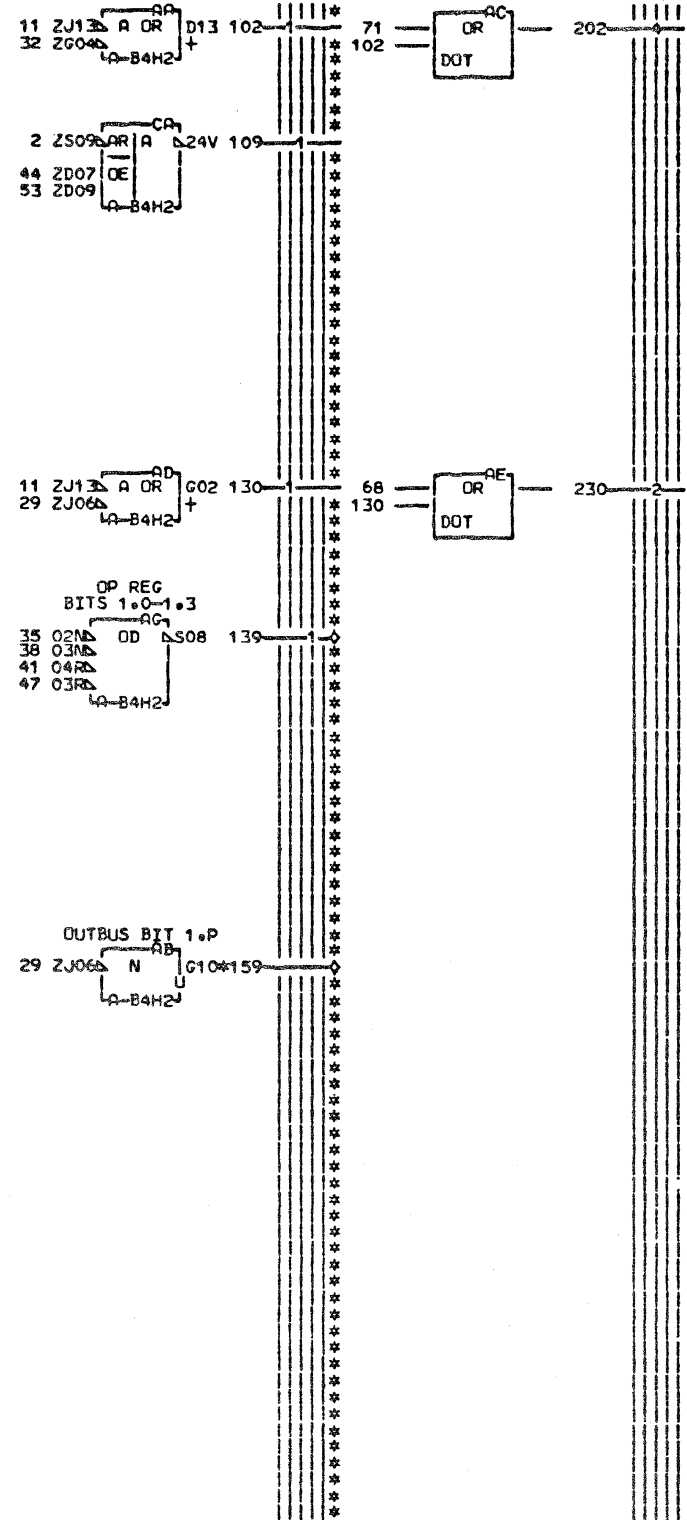 AA
11 ZJ13 A OR D13 102 1
32 ZG04 +
A-B4H2
AC
71 OR 202
102
DOT
CA
2 ZS09 AR A 24V 109 1
44 ZD07 OE
53 ZD09
A-B4H2
AD
11 ZJ13 A OR G02 130 1
29 ZJ06 +
A-B4H2
AE
68 OR 230 2
130
DOT
OP REG
BITS 1.0-1.3
AG
35 02N OD S08 139 1
38 03N
41 04R
47 03R
A-B4H2
OUTBUS BIT 1.P
AB
29 ZJ06 N G10*159
U
A-B4H2